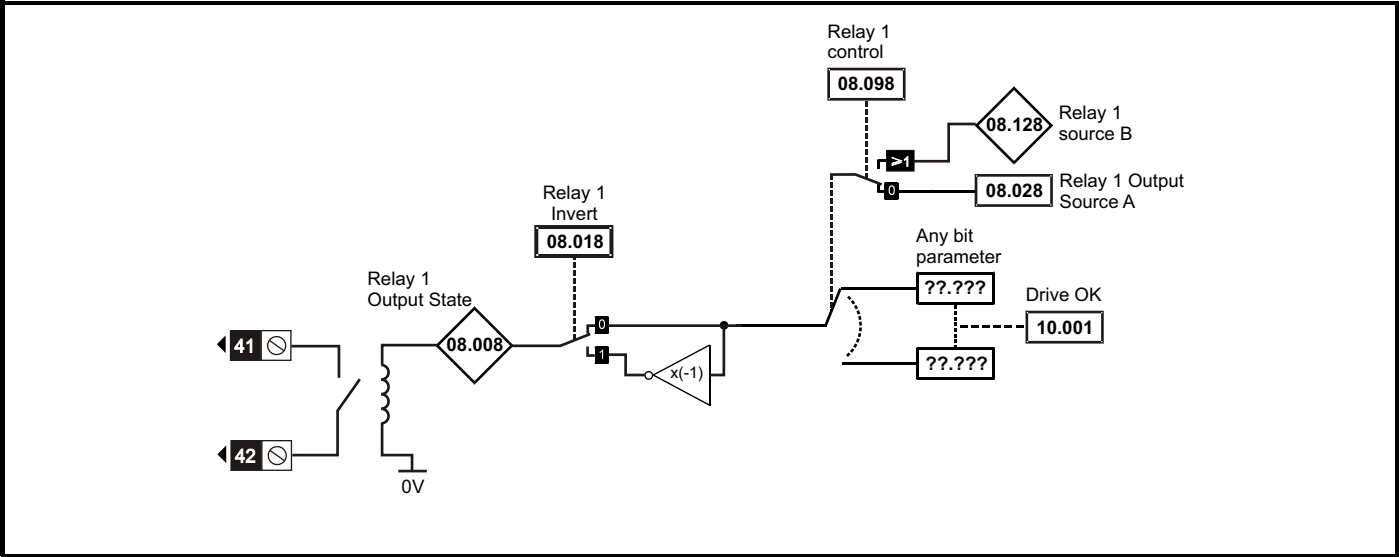 Relay 1
control
08.098
08.128
Relay 1
source B
>1
0
08.028
Relay 1 Output
Source A
Relay 1
Invert
08.018
Any bit
parameter
??.???
Drive OK
10.001
??.???
Relay 1
Output State
08.008
0
1
x(-1)
41
42
0V